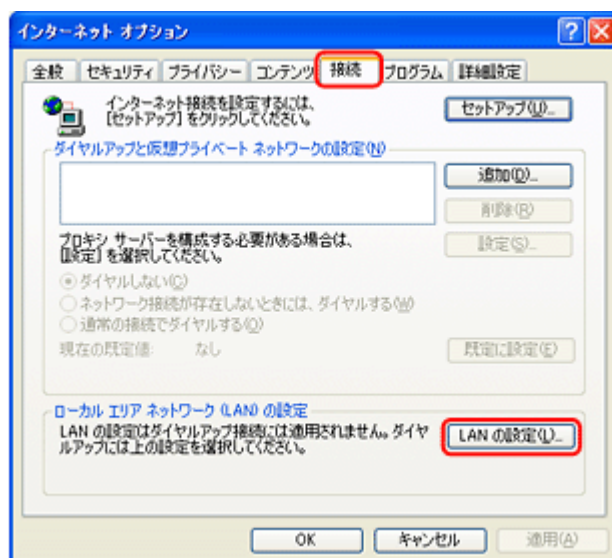 インターネット オプション
全般 セキュリティ プライバシー コンテンツ 接続 プログラム 詳細設定
インターネット接続を設定するには、
[セットアップ] をクリックしてください。
セットアップ(U)...
ダイヤルアップと仮想プライベート ネットワークの設定(N)
追加(D)...
削除(R)
プロキシ サーバーを構成する必要がある場合は、
[設定] を選択してください。
設定(S)...
ダイヤルしない(C)
ネットワーク接続が存在しないときには、ダイヤルする(W)
通常の接続でダイヤルする(O)
現在の既定値: なし
既定に設定(E)
ローカル エリア ネットワーク (LAN) の設定
LAN の設定はダイヤルアップ接続には適用されません。ダイヤ
ルアップには上の設定を選択してください。
LAN の設定(L)...
OK キャンセル 適用(A)